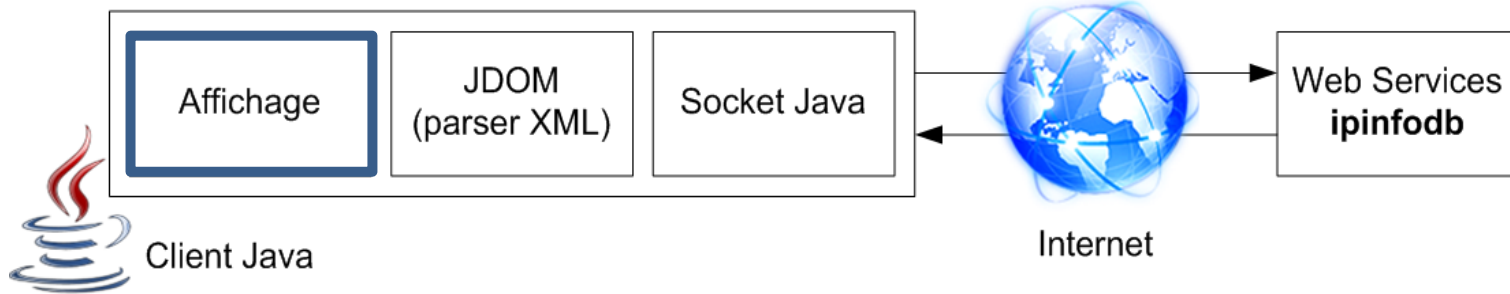 Affichage
JDOM
(parser XML)
Socket Java
Web Services
ipinfodb
Client Java
Internet